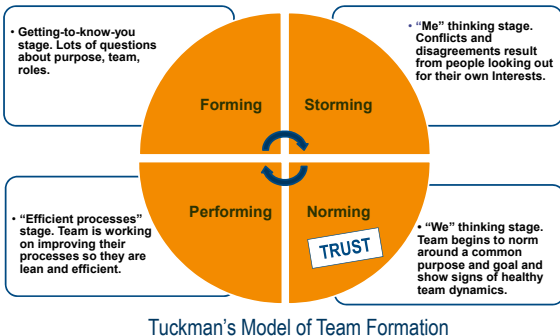 • Getting-to-know-you
stage. Lots of questions
about purpose, team,
roles.
• “Me” thinking stage.
Conflicts and
disagreements result
from people looking out
for their own Interests.
Forming
Storming
Performing
Norming
TRUST
• “Efficient processes”
stage. Team is working
on improving their
processes so they are
lean and efficient.
• “We” thinking stage.
Team begins to norm
around a common
purpose and goal and
show signs of healthy
team dynamics.
Tuckman’s Model of Team Formation